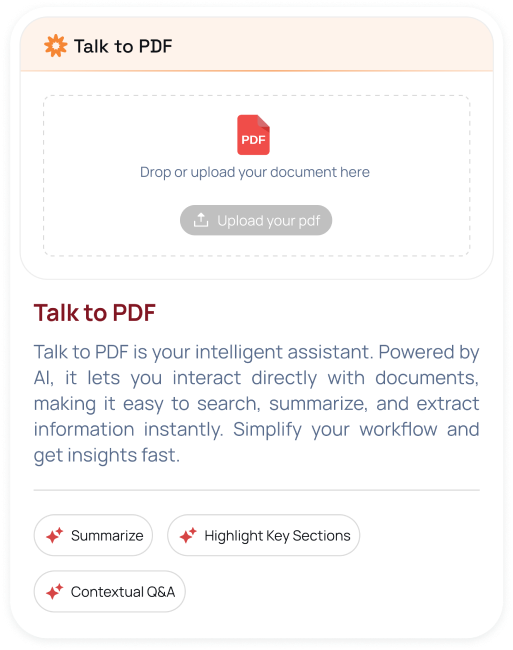 Talk to PDF
PDF
Drop or upload your document here
Upload your pdf
Talk to PDF
Talk to PDF is your intelligent assistant. Powered by
AI, it lets you interact directly with documents,
making it easy to search, summarize, and extract
information instantly. Simplify your workflow and
get insights fast.
Summarize
Highlight Key Sections
Contextual Q&A